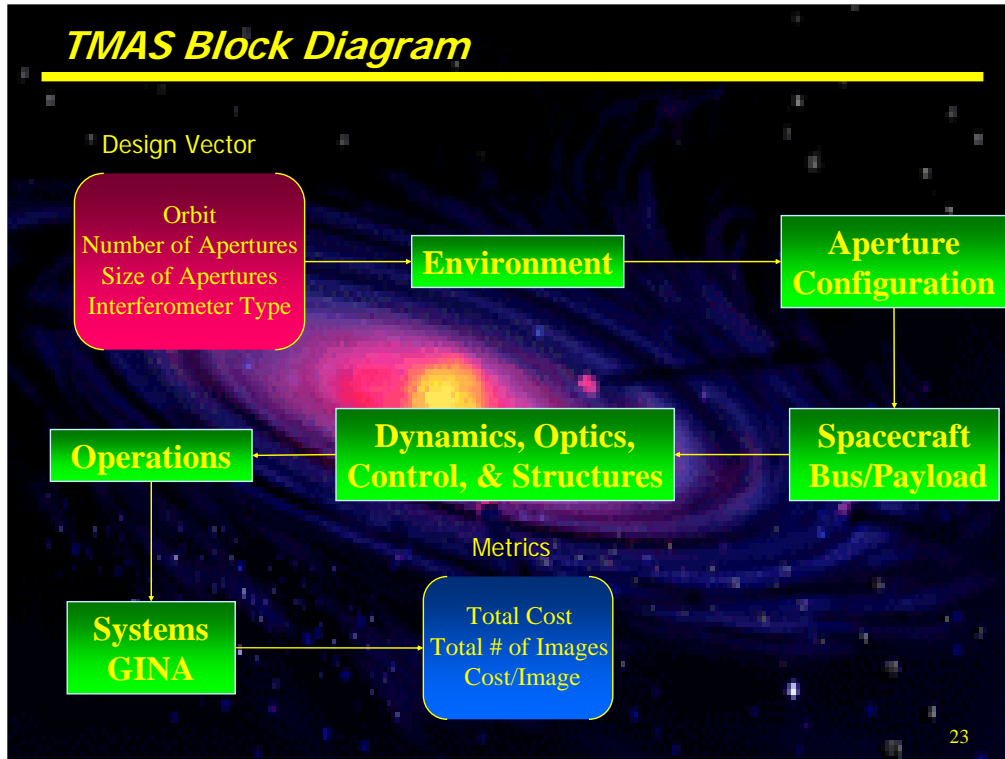 TMAS Block Diagram
Design Vector
Orbit
Number of Apertures
Size of Apertures
Interferometer Type
Environment
Aperture
Configuration
Spacecraft
Bus/Payload
Dynamics, Optics,
Control, & Structures
Operations
Systems
GINA
Metrics
Total Cost
Total # of Images
Cost/Image
23